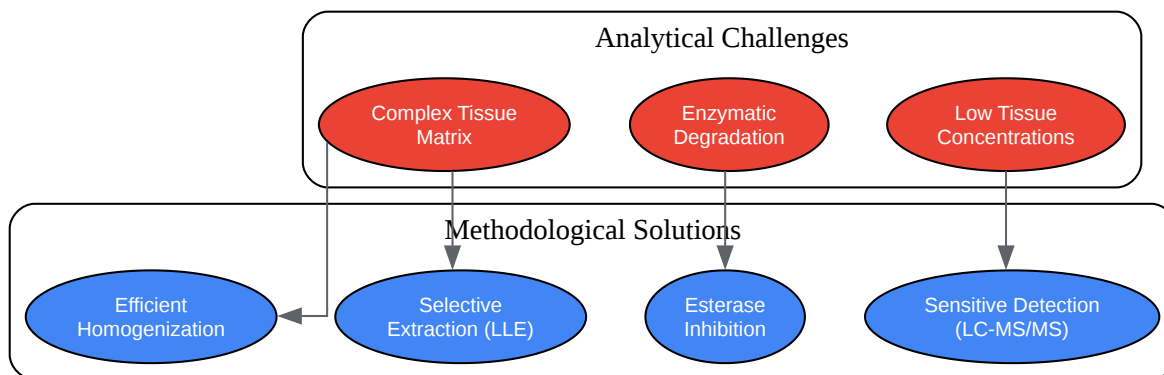 Analytical Challenges
Complex Tissue
Matrix
Enzymatic
Degradation
Low Tissue
Concentrations
Methodological Solutions
Efficient
Homogenization
Selective
Extraction (LLE)
Esterase
Inhibition
Sensitive Detection
(LC-MS/MS)